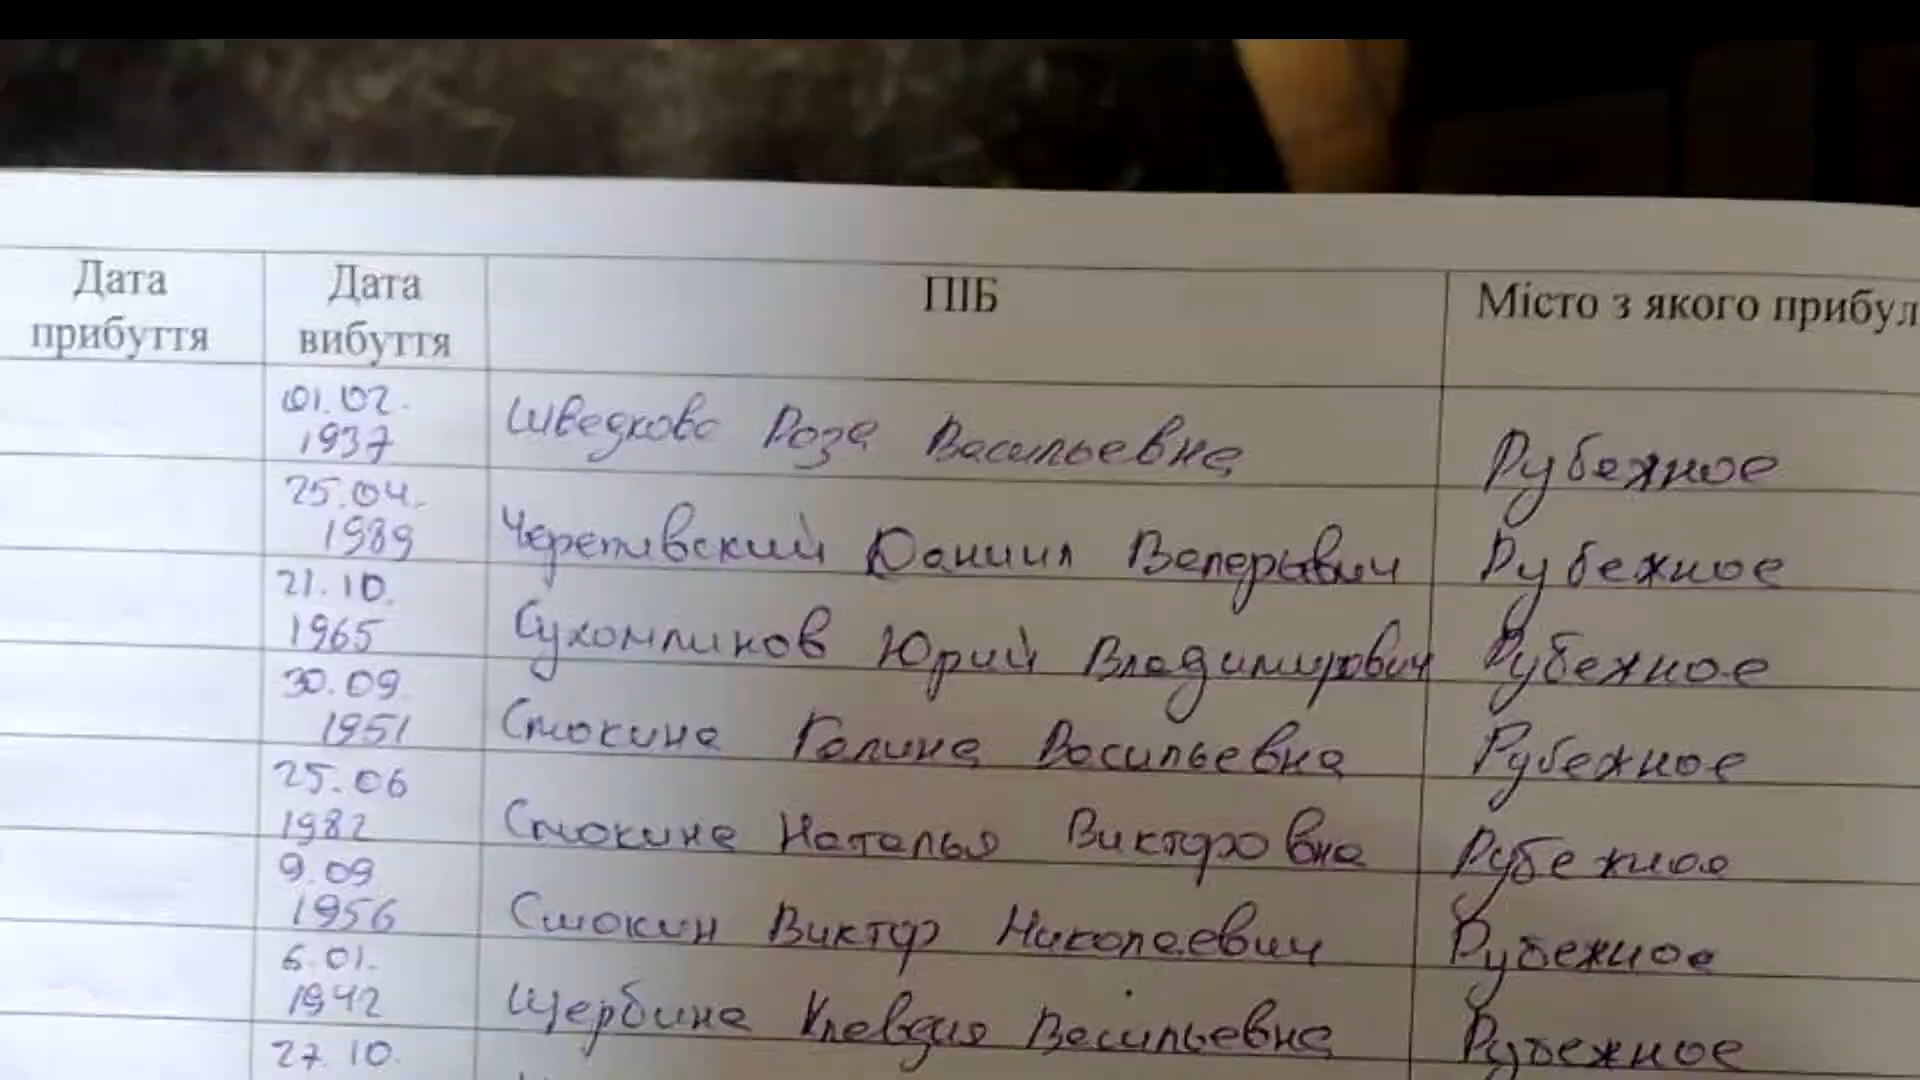 Дата прибуття Дата вибуття ПІБ Місто з якого прибул
01.02. 1937 Шведкова Роза Васильевна Рубежное
25.04. 1989 Даниил Валерьевич Рубежное
21.10. 1965 Сухомлинов Юрий Владимирович Рубежное
30.09 1951 Стокина Галина Васильевна Рубежное
25.06 1982 Стокина Наталья Викторовна Рубежное
9.09 1956 Стокин Виктор Николаевич Рубежное
6.01. 1942 Щербина Клевдия Васильевна Рубежное
27.10.